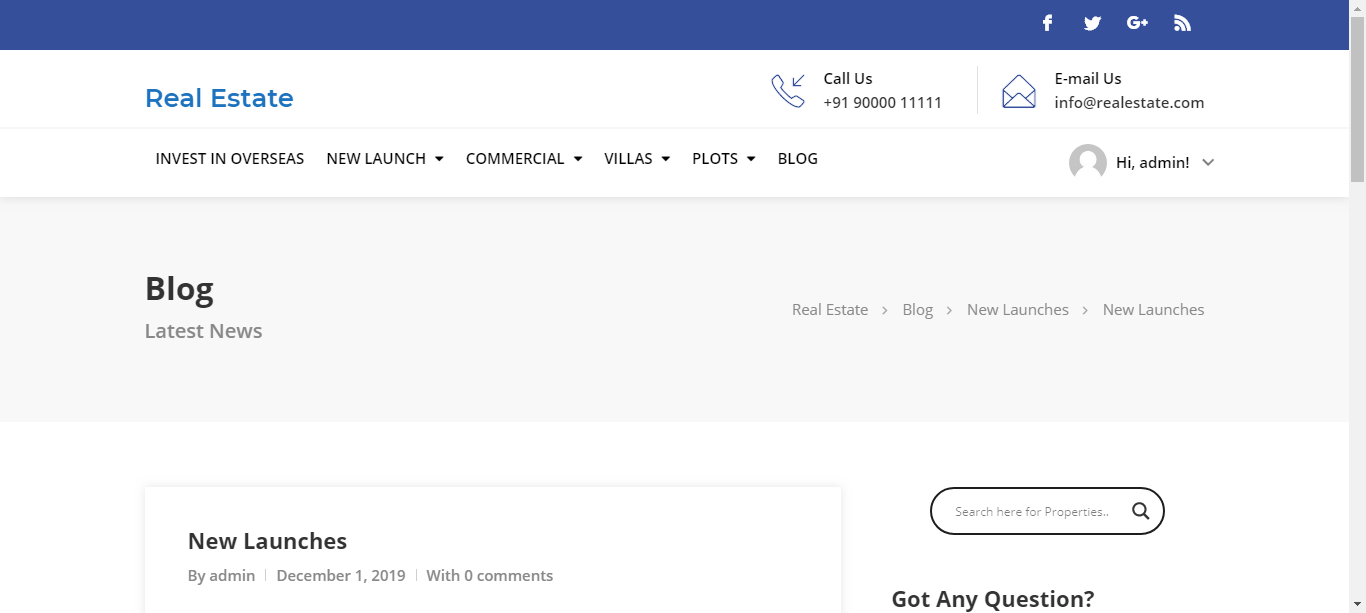 Real Estate
Call Us
+91 90000 11111
E-mail Us
info@realestate.com
INVEST IN OVERSEAS NEW LAUNCH COMMERCIAL VILLAS PLOTS BLOG
Hi, admin!
Blog
Latest News
Real Estate > Blog > New Launches > New Launches
New Launches
By admin | December 1, 2019 | With 0 comments
Search here for Properties..
Got Any Question?